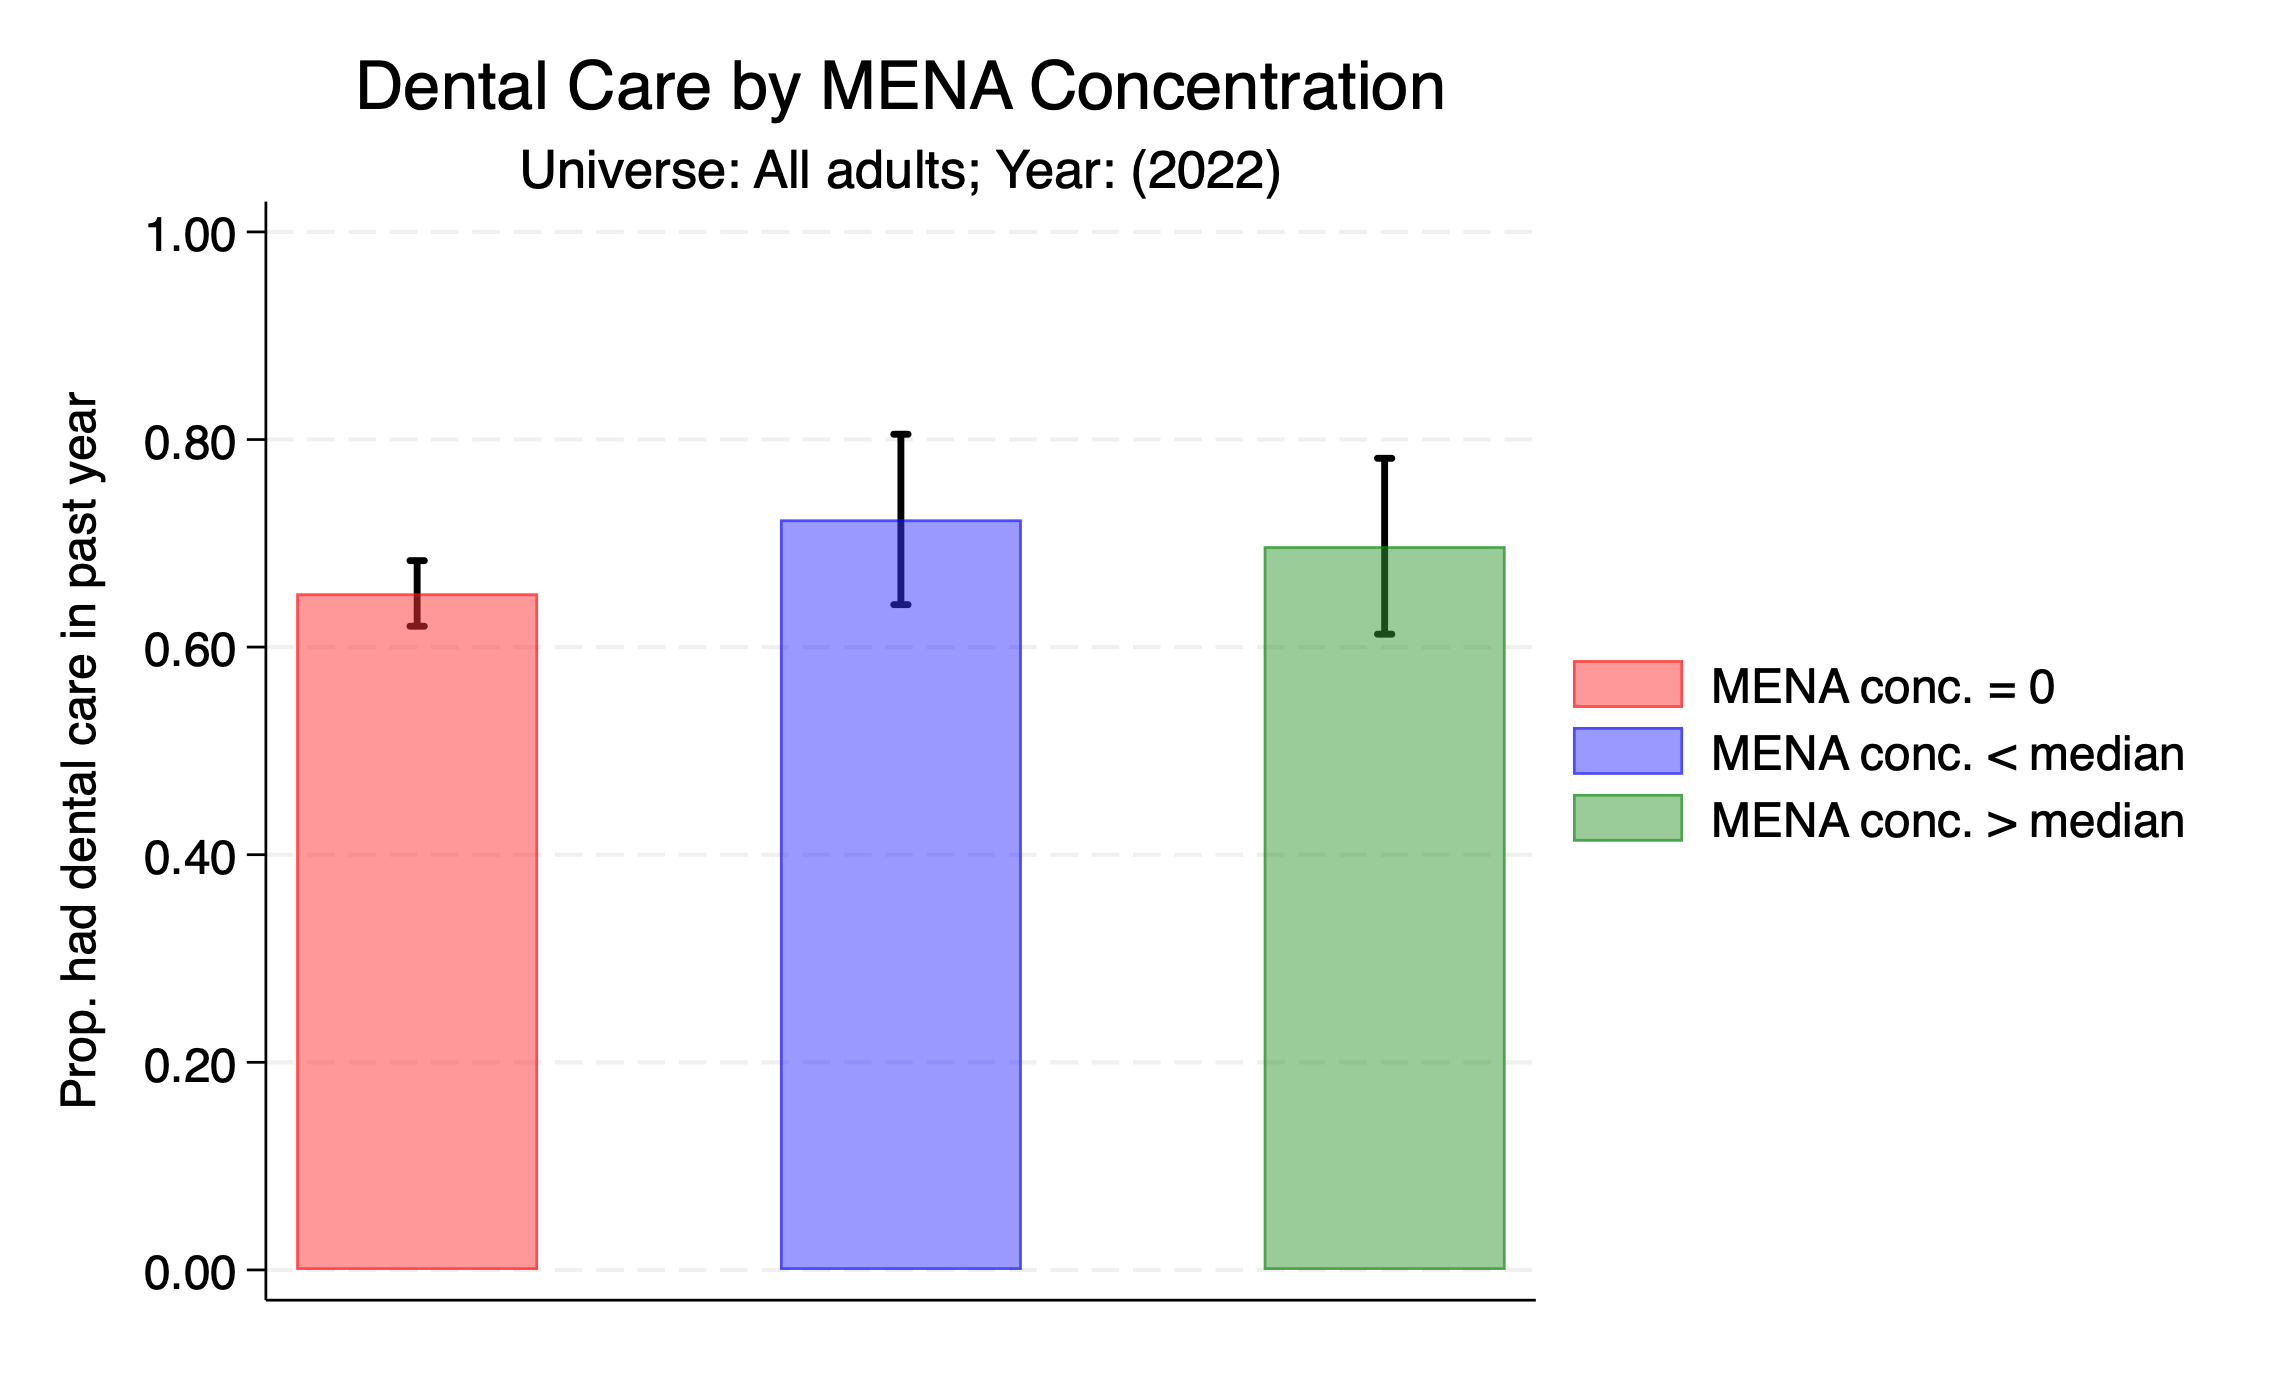 Dental Care by MENA Concentration
Universe: All adults; Year: (2022)
Prop. had dental care in past year
1.00
0.80
0.60
0.40
0.20
0.00
MENA conc. = 0
MENA conc. < median
MENA conc. > median